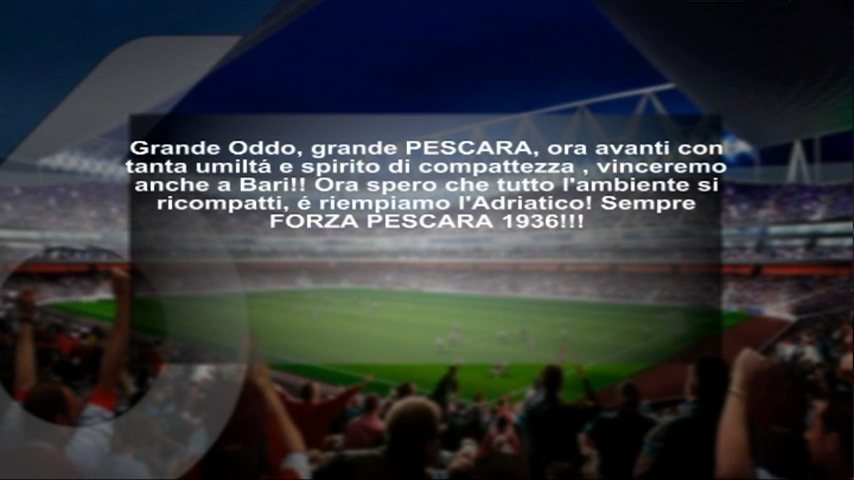 Grande Oddo, grande PESCARA, ora avanti con
tanta umiltá e spirito di compattezza , vinceremo
anche a Bari!! Ora spero che tutto l'ambiente si
ricompatti, é riempiamo l'Adriatico! Sempre
FORZA PESCARA 1936!!!